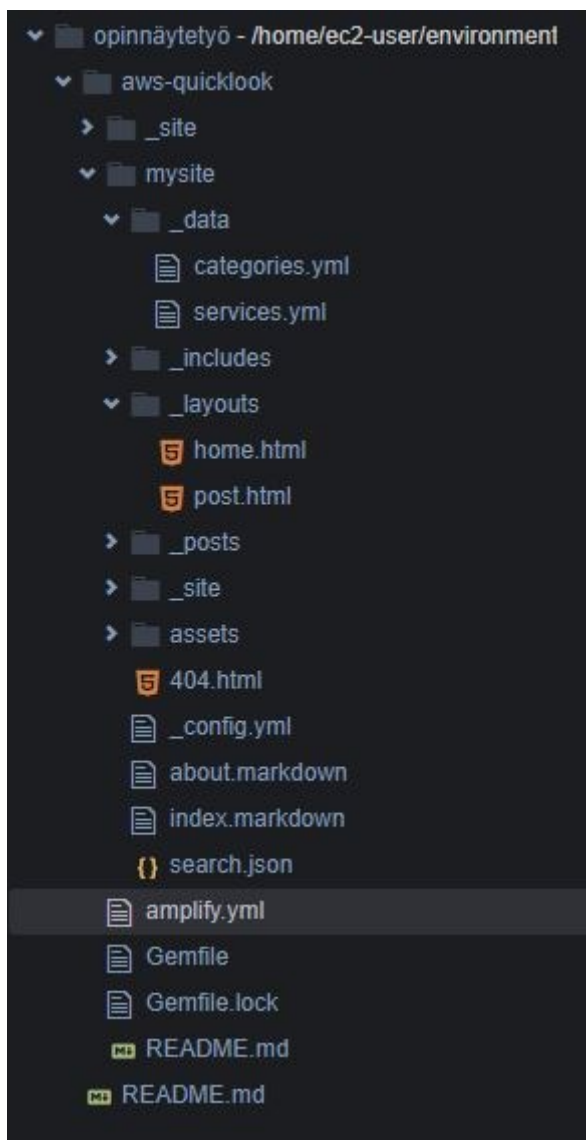 opinnäytetyö - /home/ec2-user/environment
aws-quicklook
_site
mysite
_data
categories.yml
services.yml
_includes
_layouts
home.html
post.html
_posts
_site
assets
404.html
_config.yml
about.markdown
index.markdown
search.json
amplify.yml
Gemfile
Gemfile.lock
README.md
README.md